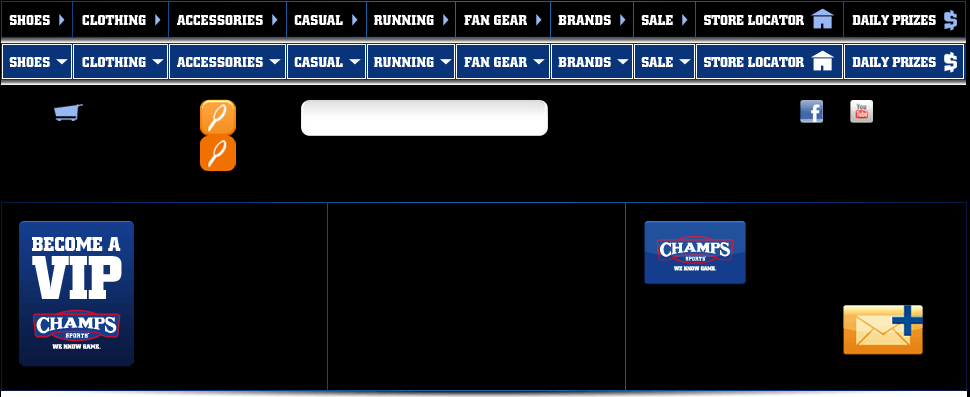 SHOES CLOTHING ACCESSORIES CASUAL RUNNING FAN GEAR BRANDS SALE STORE LOCATOR DAILY PRIZES $
SHOES CLOTHING ACCESSORIES CASUAL RUNNING FAN GEAR BRANDS SALE STORE LOCATOR DAILY PRIZES $
f You Tube
BECOME A
VIP
CHAMPS
SPORTS
WE KNOW GAME.
CHAMPS
SPORTS
WE KNOW GAME.